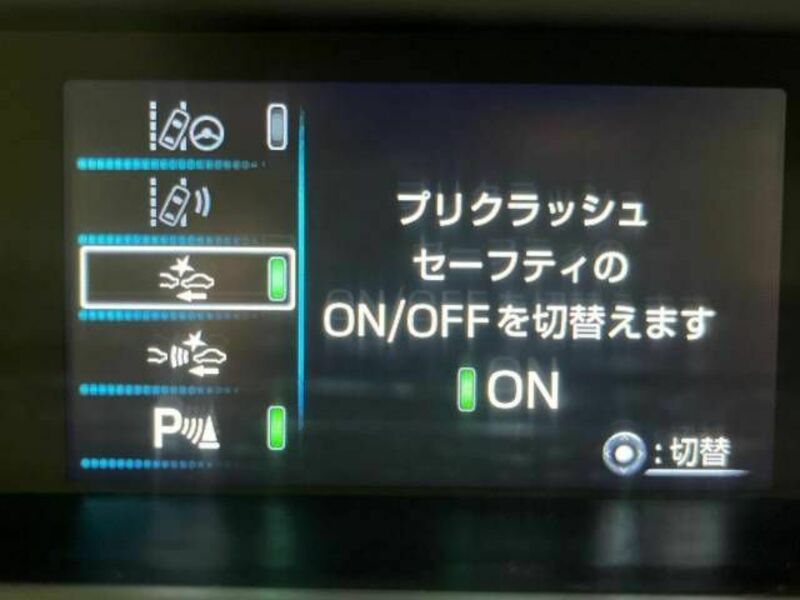 プリクラッシュ
セーフティの
ON/OFFを切替えます
ON
P
:切替